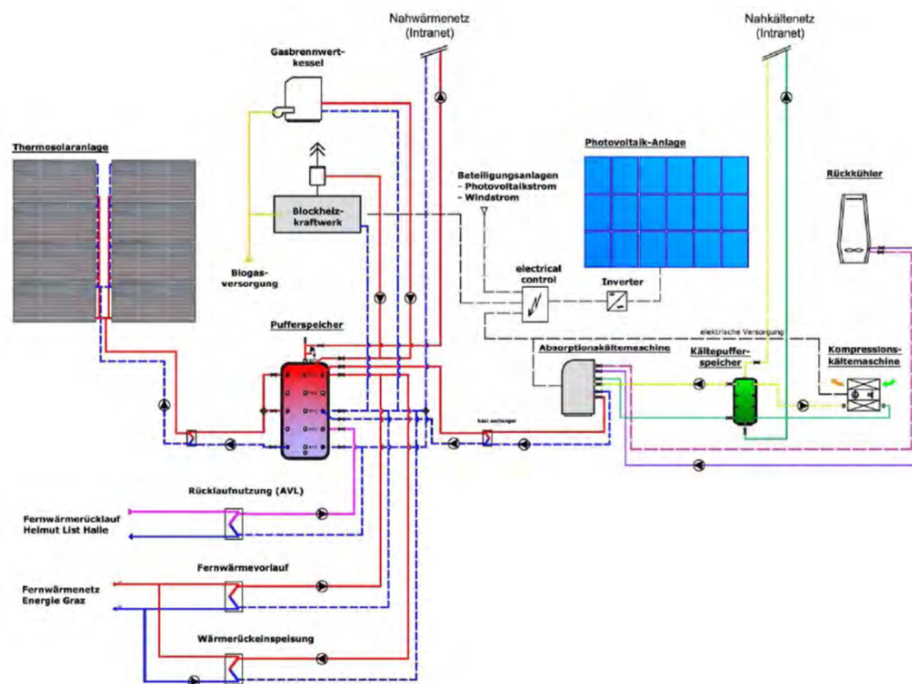 Nahwärmenetz
(Intranet)
Nahkältenetz
(Intranet)
Gasbrennwert-
kessel
Thermosolaranlage
Photovoltaik-Anlage
Rückkühler
Beteiligungsanlagen
- Photovoltaikstrom
- Windstrom
Blockheiz-
kraftwerk
Biogas-
versorgung
electrical
control
Inverter
Pufferspeicher
elektrische Versorgung
Absorptionskältemaschine
Kältepuffer-
speicher
Kompressions-
kältemaschine
heat exchanger
Rücklaufnutzung (AVL)
Fernwärmerücklauf
Helmut List Halle
Fernwärmevorlauf
Fernwärmenetz
Energie Graz
Wärmerückeinspeisung